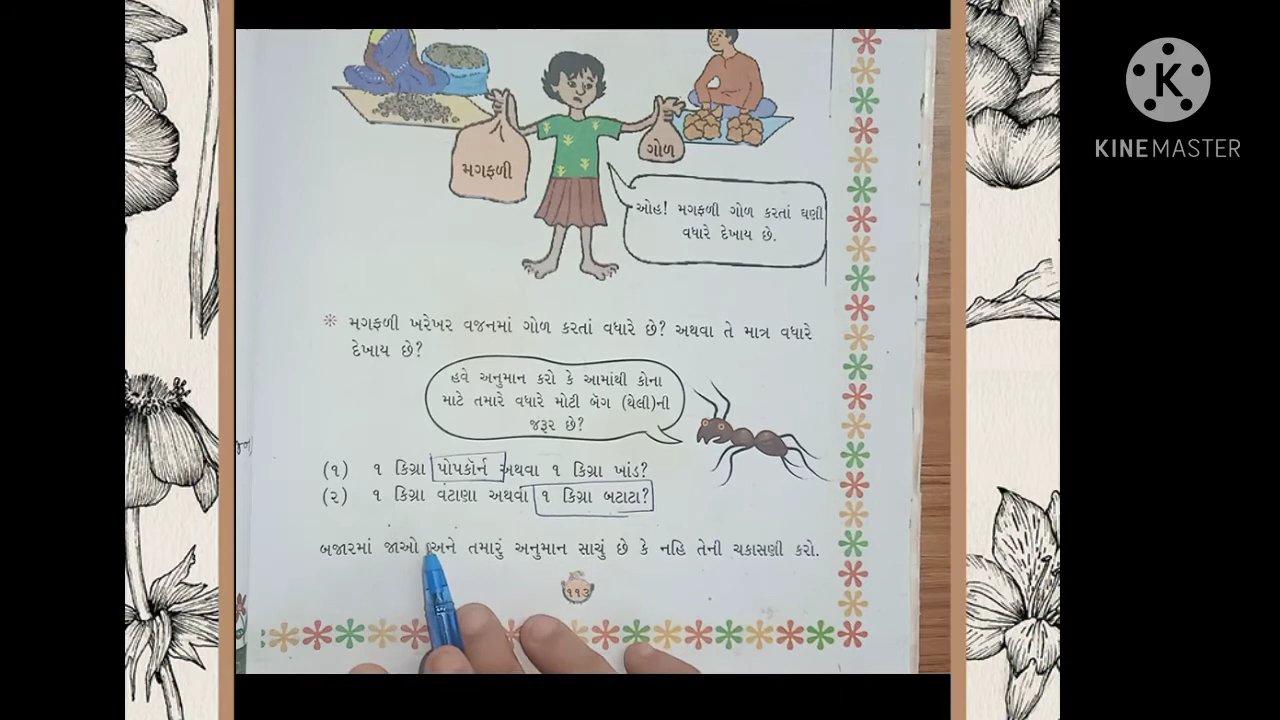 K
KINEMASTER
મગફળી
ગોળ
ઓહ! મગફળી ગોળ કરતાં ઘણી
વધારે દેખાય છે.
મગફળી ખરેખર વજનમાં ગોળ કરતાં વધારે છે? અથવા તે માત્ર વધારે
દેખાય છે?
હવે અનુમાન કરો કે આમાંથી કોના
માટે તમારે વધારે મોટી બૅગ (થેલી)ની
જરૂર છે?
(૧) ૧ કિગ્રા પોપકૉર્ન અથવા ૧ કિગ્રા ખાંડ?
(૨) ૧ કિગ્રા વટાણા અથવા ૧ કિગ્રા બટાટા?
બજારમાં જાઓ અને તમારું અનુમાન સાચું છે કે નહિ તેની ચકાસણી કરો.
૧૧૩